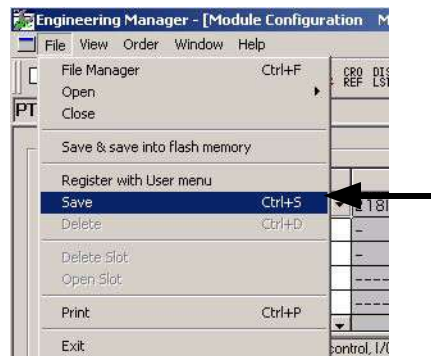 Engineering Manager - [Module Configuration M
File View Order Window Help
File Manager Ctrl+F
CRO REF
Open
Close
PT
Save & save into flash memory
Register with User menu
Save Ctrl+S
Delete Ctrl+D
Delete Slot
Open Slot
Print Ctrl+P
Exit
control, I/